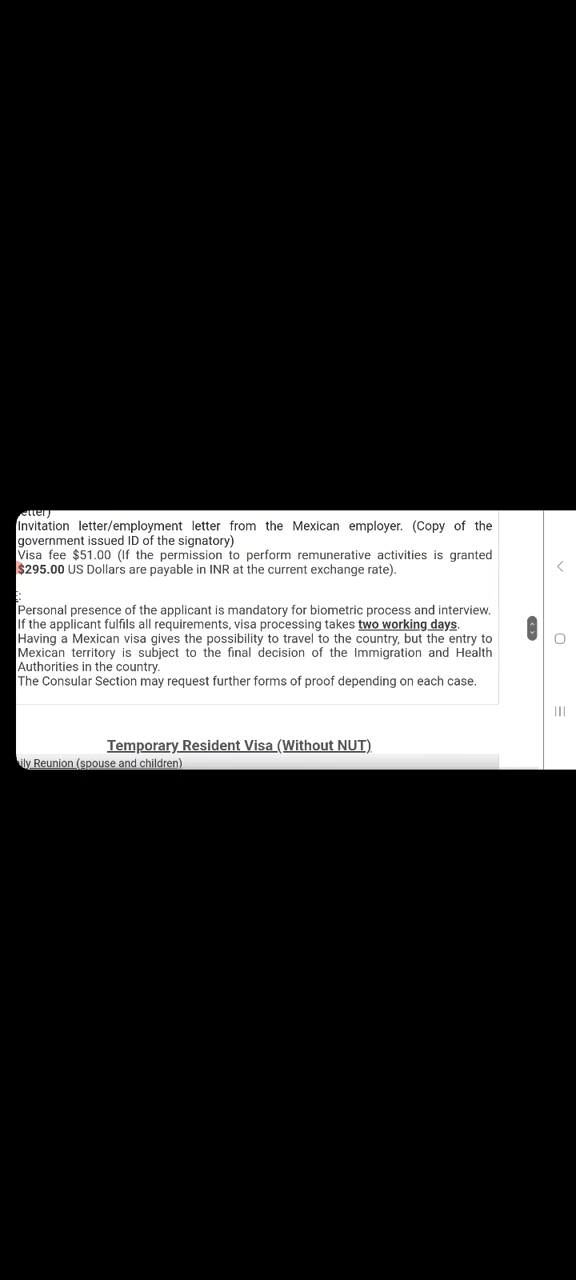 Invitation letter/employment letter from the Mexican employer. (Copy of the
government issued ID of the signatory)
Visa fee $51.00 (If the permission to perform remunerative activities is granted
$295.00 US Dollars are payable in INR at the current exchange rate).
Personal presence of the applicant is mandatory for biometric process and interview.
If the applicant fulfils all requirements, visa processing takes two working days.
Having a Mexican visa gives the possibility to travel to the country, but the entry to
Mexican territory is subject to the final decision of the Immigration and Health
Authorities in the country.
The Consular Section may request further forms of proof depending on each case.
Temporary Resident Visa (Without NUT)
Reunion (spouse and children)